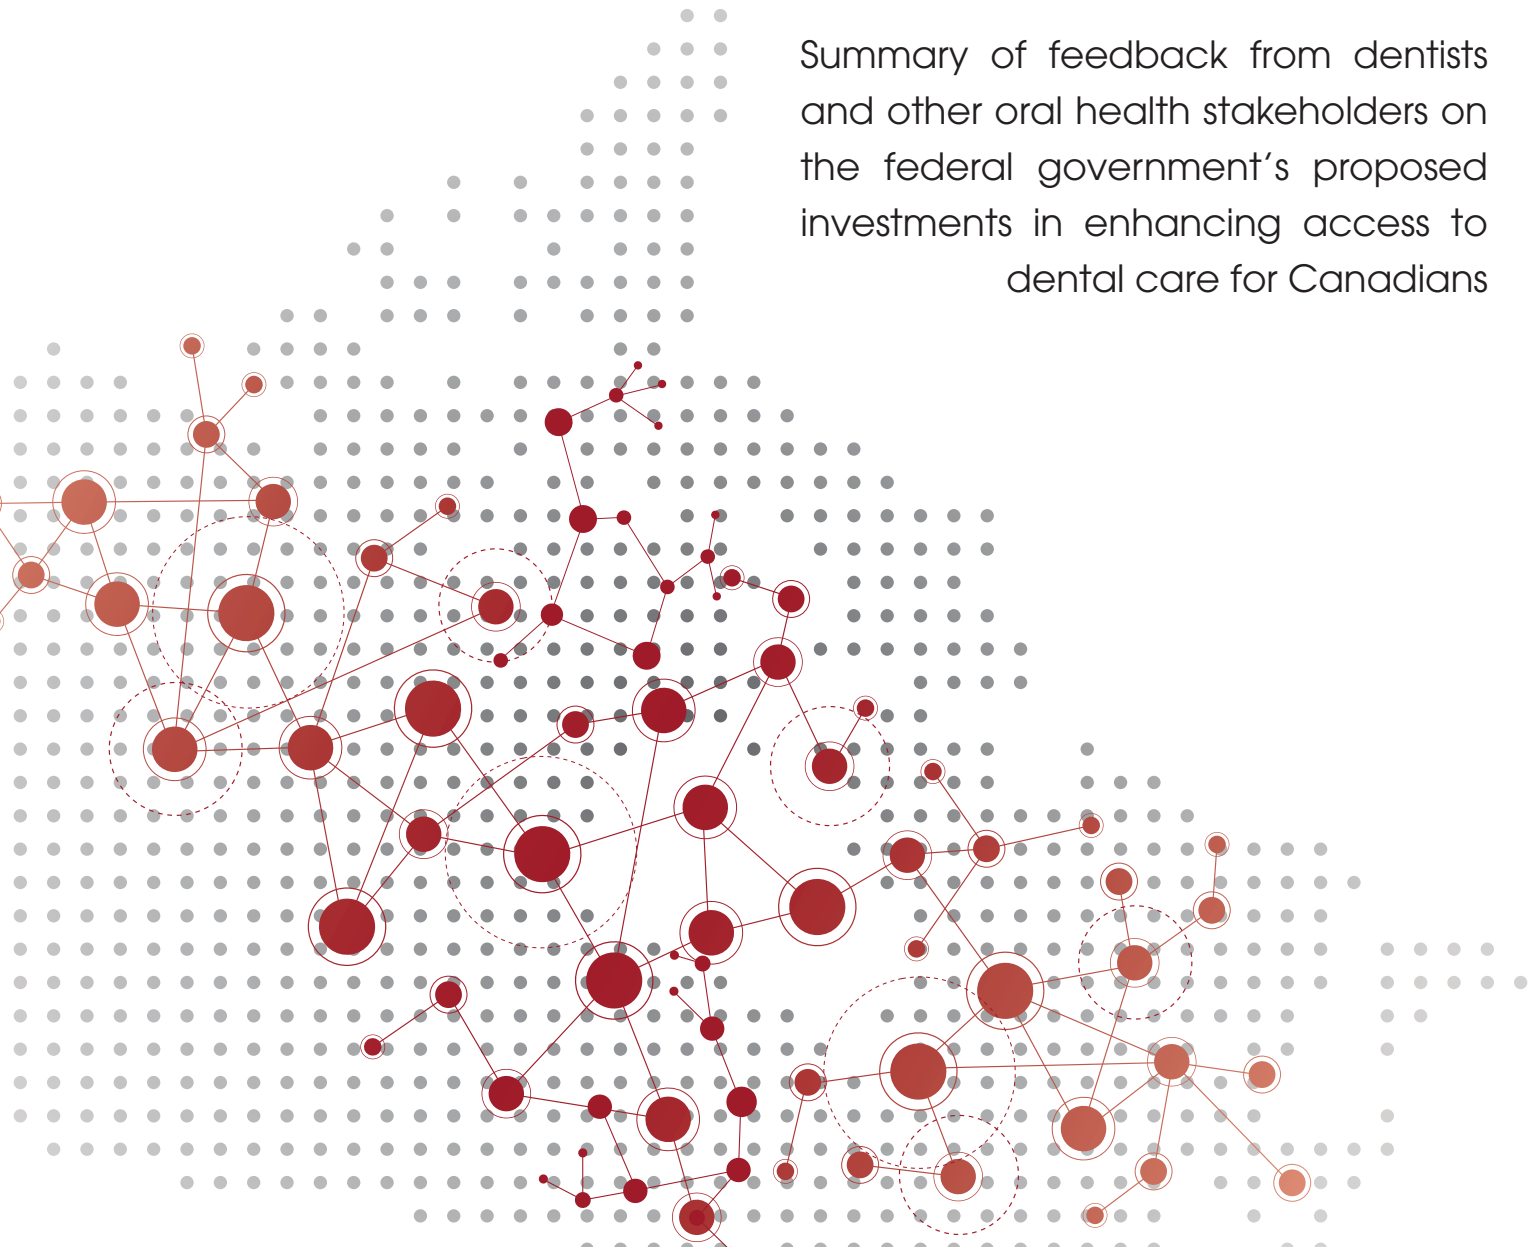 Summary of feedback from dentists
and other oral health stakeholders on
the federal government’s proposed
investments in enhancing access to
dental care for Canadians